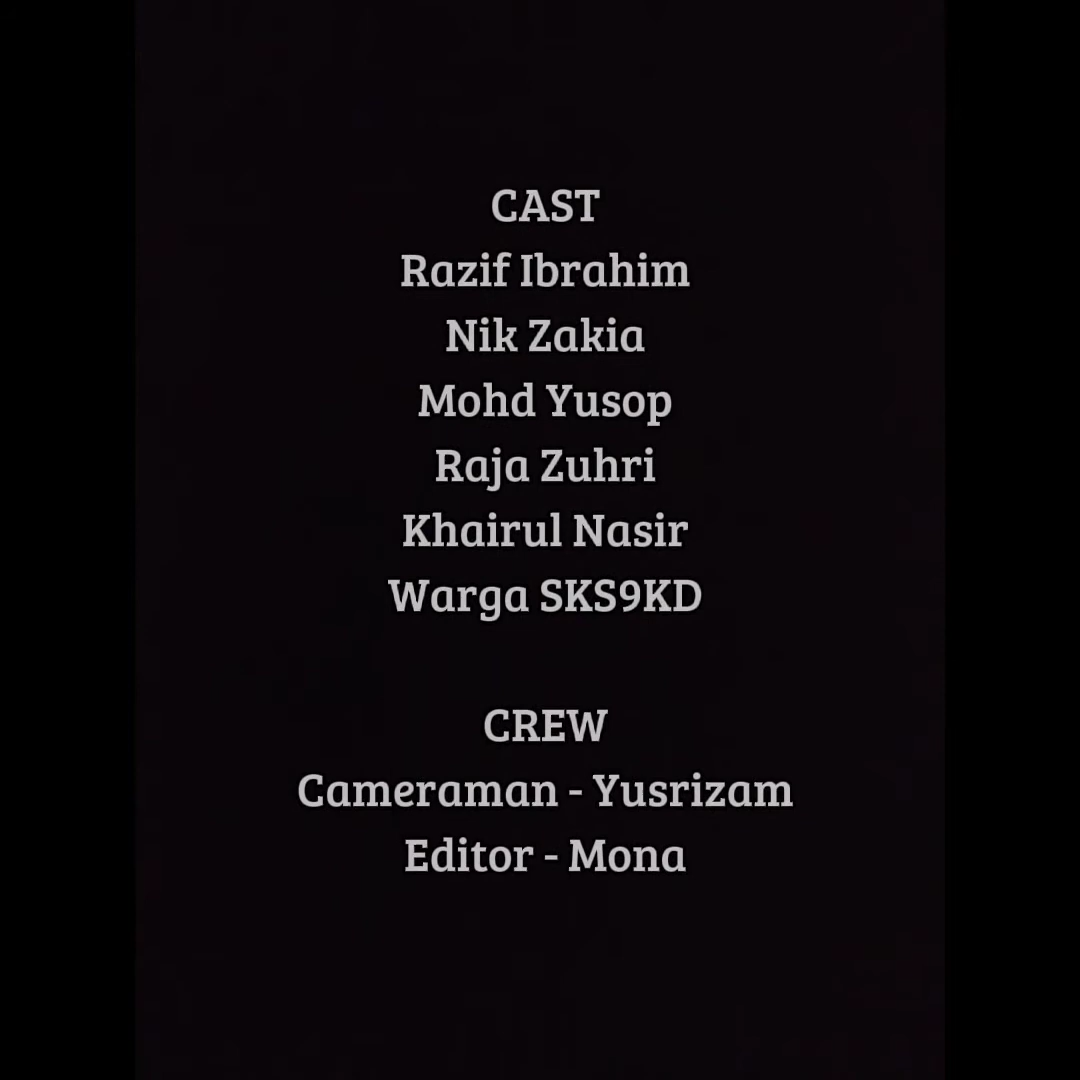 CAST
Razif Ibrahim
Nik Zakia
Mohd Yusop
Raja Zuhri
Khairul Nasir
Warga SKS9KD
CREW
Cameraman - Yusrizam
Editor - Mona